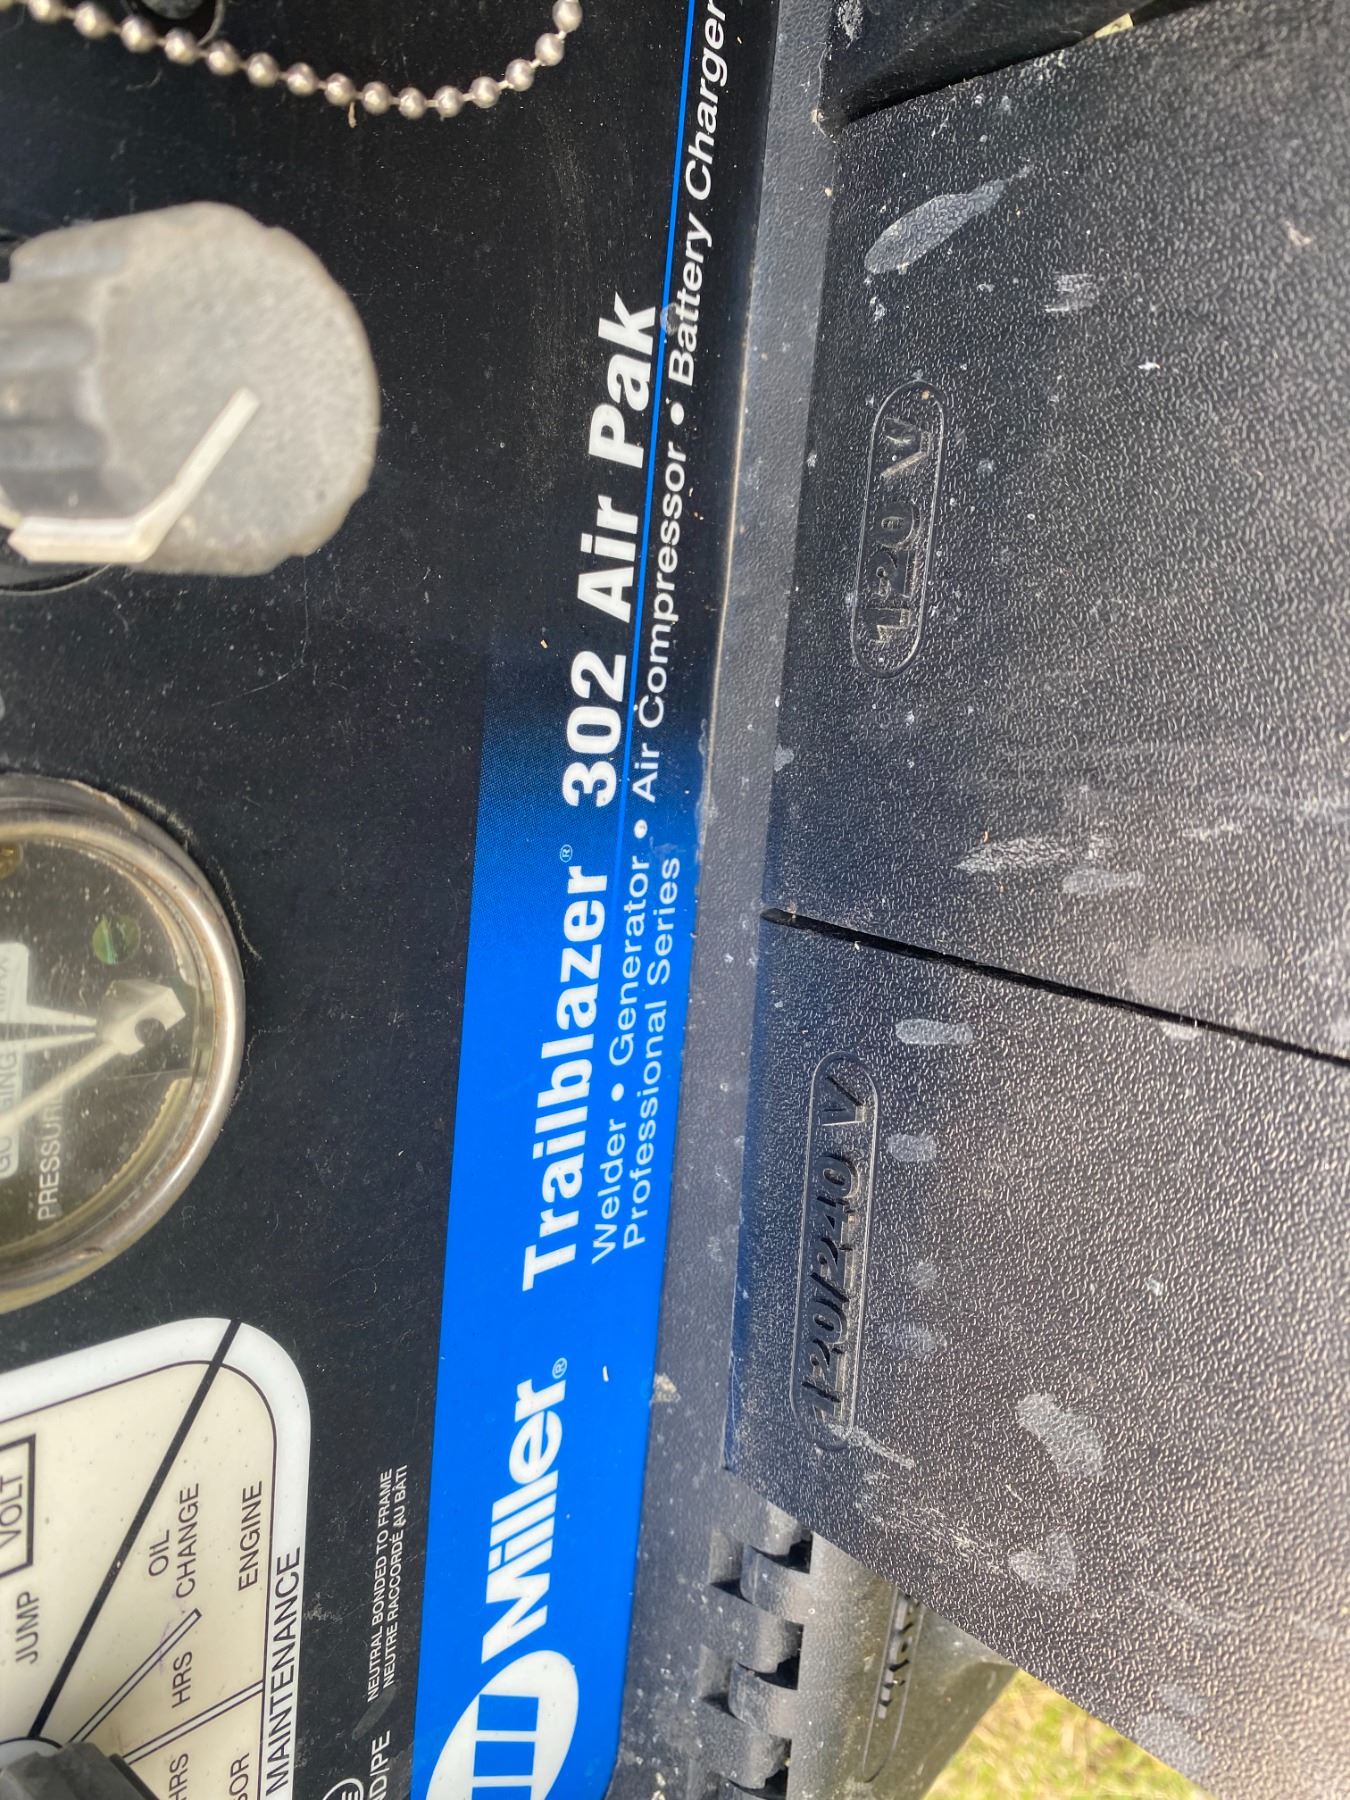 Miller®
Trailblazer® 302 Air Pak
Welder • Generator • Air Compressor • Battery Charger
Professional Series
120 V
120/240 V
PRESSURE
VOLT
JUMP
OIL
CHANGE
HRS
ENGINE
HRS
MAINTENANCE
NEUTRAL BONDED TO FRAME
NEUTRE RACCORDÉ AU BÂTI